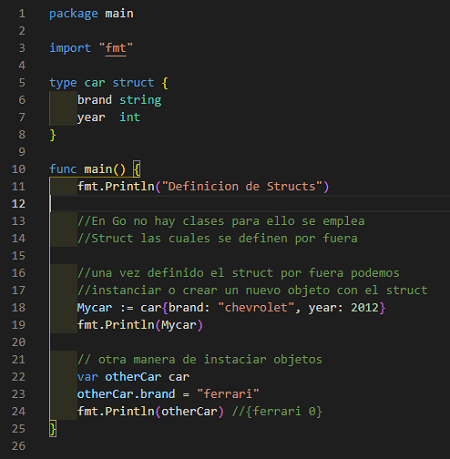 1 package main
2
3 import "fmt"
4
5 type car struct {
6     brand string
7     year  int
8 }
9
10 func main() {
11     fmt.Println("Definicion de Structs")
12
13     //En Go no hay clases para ello se emplea
14     //Struct las cuales se definen por fuera
15
16     //una vez definido el struct por fuera podemos
17     //instanciar o crear un nuevo objeto con el struct
18     Mycar := car{brand: "chevrolet", year: 2012}
19     fmt.Println(Mycar)
20
21     // otra manera de instaciar objetos
22     var otherCar car
23     otherCar.brand = "ferrari"
24     fmt.Println(otherCar) //{ferrari 0}
25 }
26